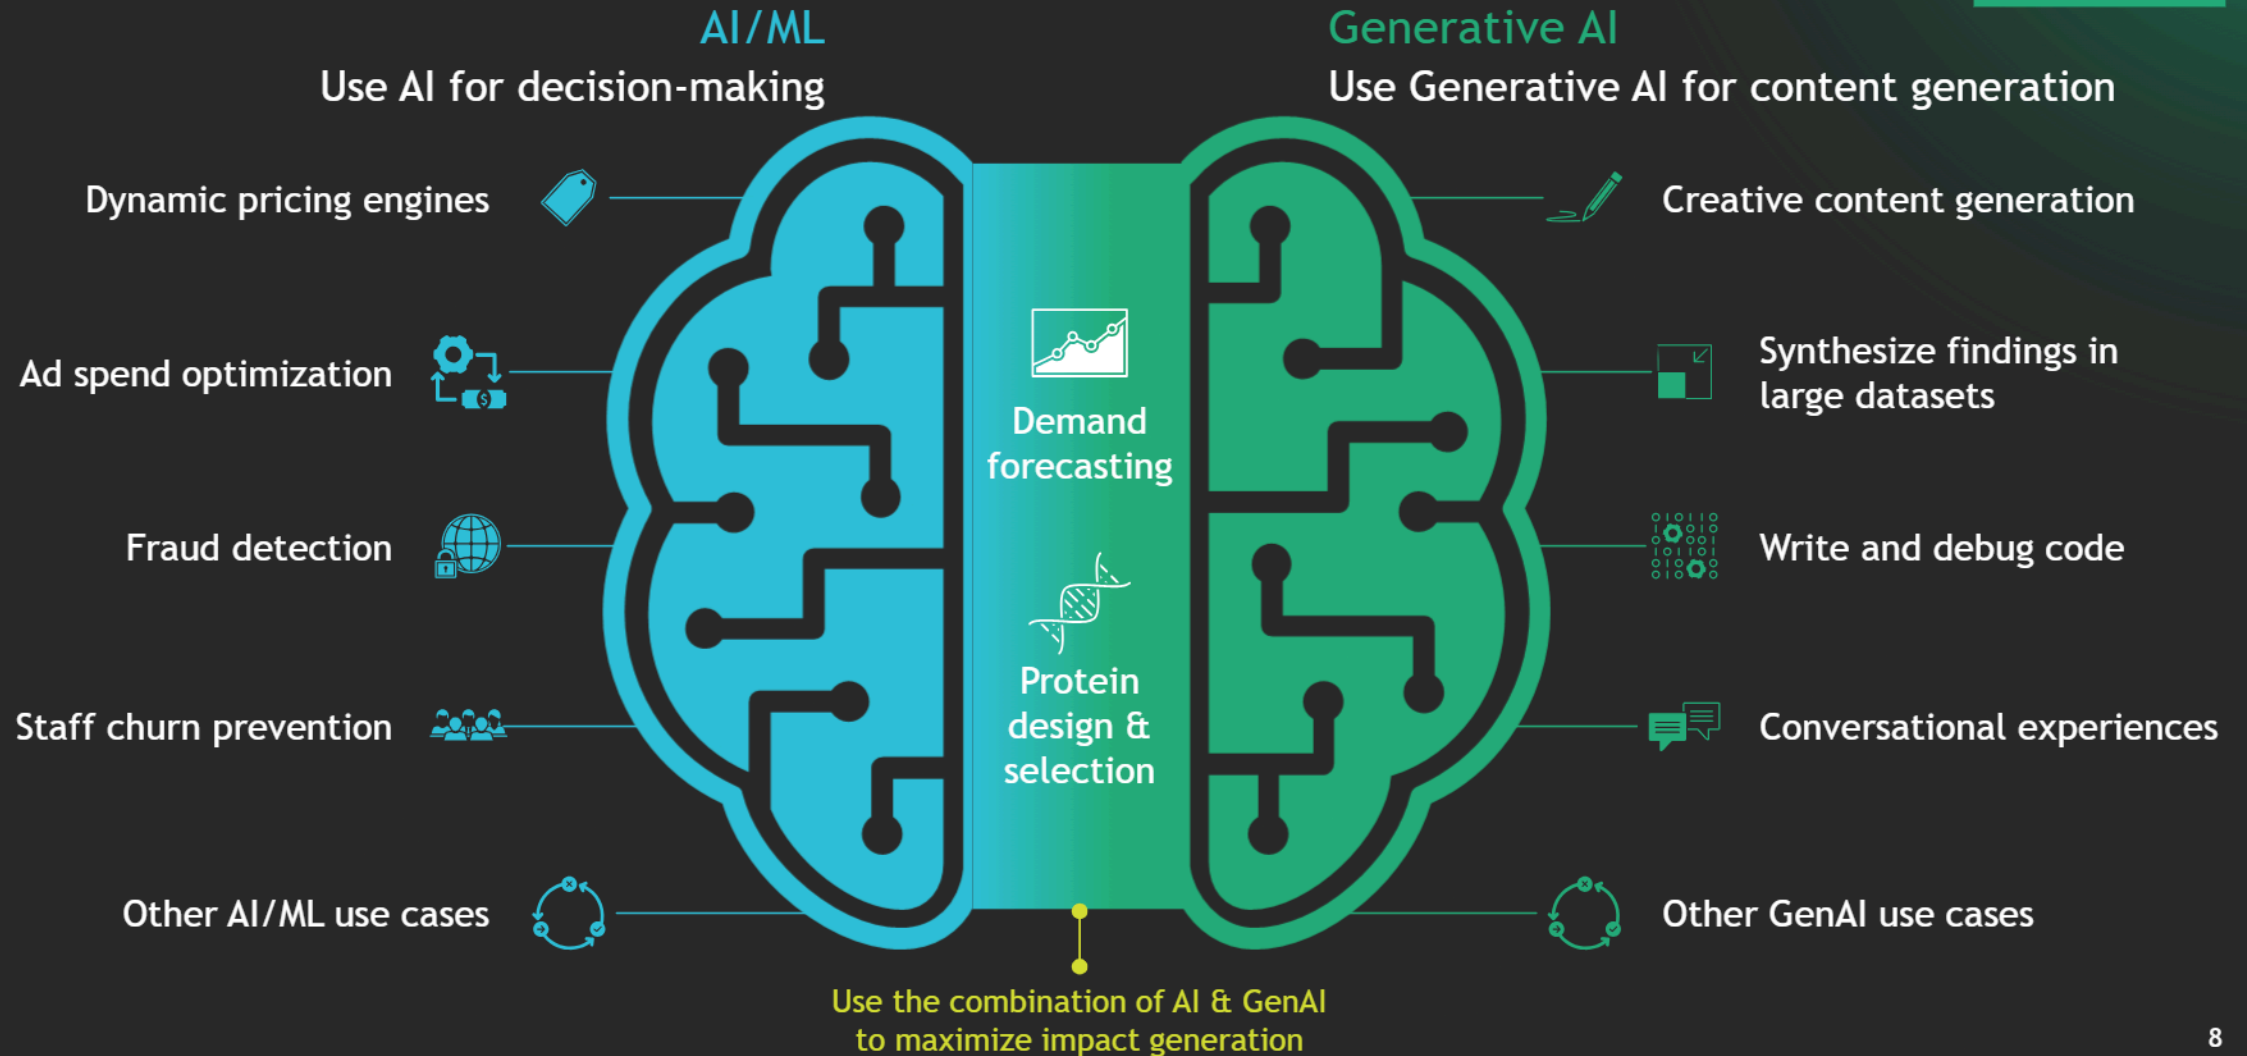 AI/ML
Use AI for decision-making
Dynamic pricing engines
Ad spend optimization
Fraud detection
Staff churn prevention
Other AI/ML use cases
Demand
forecasting
Protein
design &
selection
Use the combination of AI & GenAI
to maximize impact generation
Generative AI
Use Generative AI for content generation
Creative content generation
Synthesize findings in
large datasets
Write and debug code
Conversational experiences
Other GenAI use cases
8